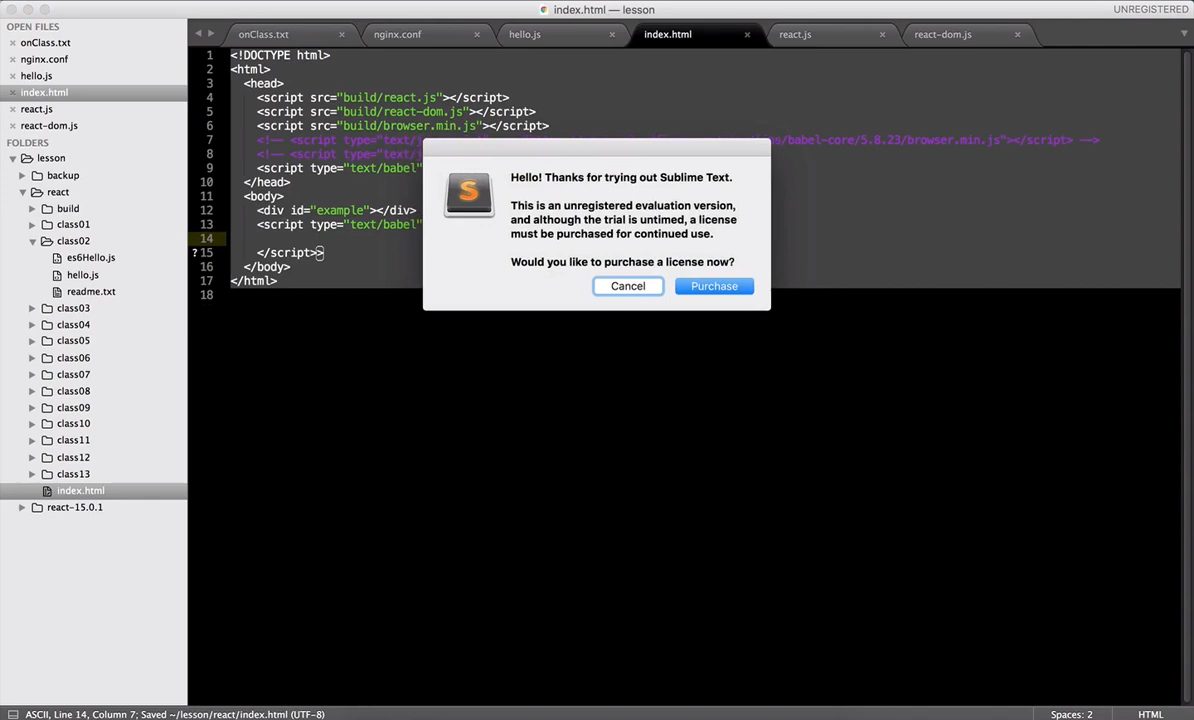 index.html — lesson
UNREGISTERED
OPEN FILES
onClass.txt
nginx.conf
hello.js
index.html
react.js
react-dom.js
FOLDERS
lesson
backup
react
build
class01
class02
es6Hello.js
hello.js
readme.txt
class03
class04
class05
class06
class07
class08
class09
class10
class11
class12
class13
index.html
react-15.0.1
onClass.txt
nginx.conf
hello.js
index.html
react.js
react-dom.js
1 <!DOCTYPE html>
2 <html>
3 <head>
4 <script src="build/react.js"></script>
5 <script src="build/react-dom.js"></script>
6 <script src="build/browser.min.js"></script>
7 <!-- <script type="text/ /babel-core/5.8.23/browser.min.js"></script> -->
8 <!-- <script type="text/
9 <script type="text/babel"
10 </head>
11 <body>
12 <div id="example"></div>
13 <script type="text/babel"
14
? 15 </script>>
16 </body>
17 </html>
18
Hello! Thanks for trying out Sublime Text.
This is an unregistered evaluation version,
and although the trial is untimed, a license
must be purchased for continued use.
Would you like to purchase a license now?
Cancel
Purchase
ASCII, Line 14, Column 7; Saved ~/lesson/react/index.html (UTF-8)
Spaces: 2
HTML